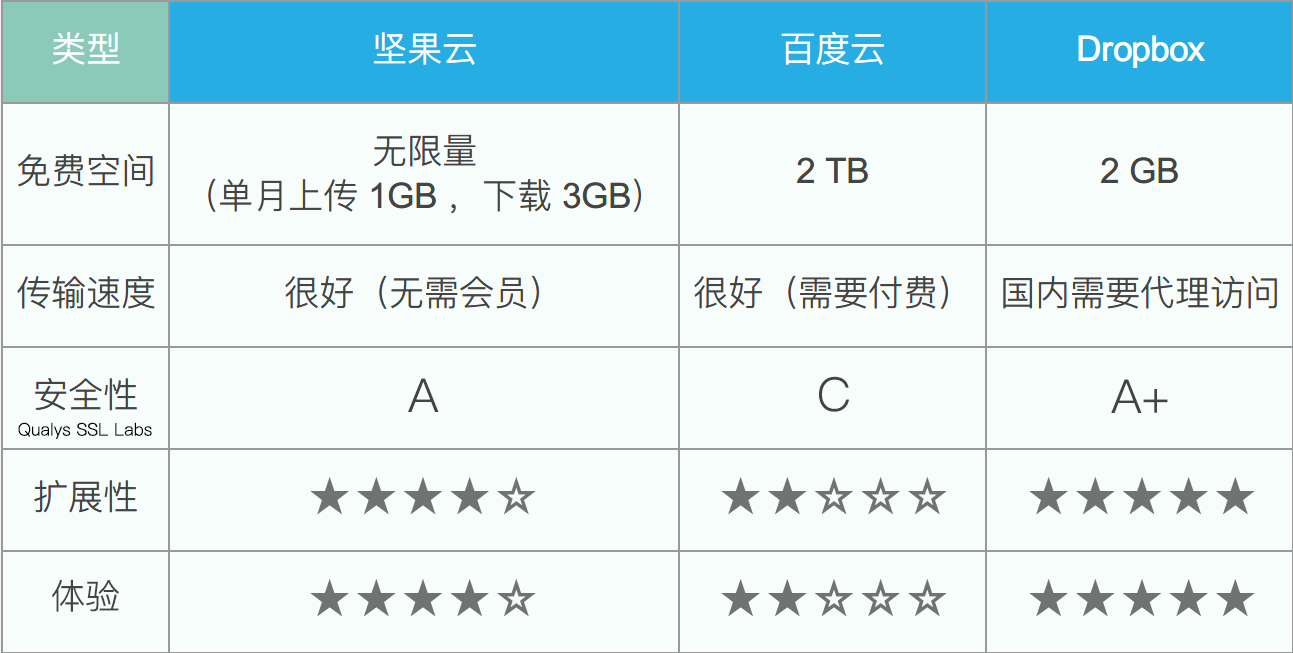 类型 坚果云 百度云 Dropbox
免费空间 无限量 2 TB 2 GB
（单月上传 1GB ，下载 3GB）
传输速度 很好（无需会员） 很好（需要付费） 国内需要代理访问
安全性 A C A+
Qualys SSL Labs
扩展性 ★★★★☆ ★★☆☆☆ ★★★★★
体验 ★★★★☆ ★★☆☆☆ ★★★★★